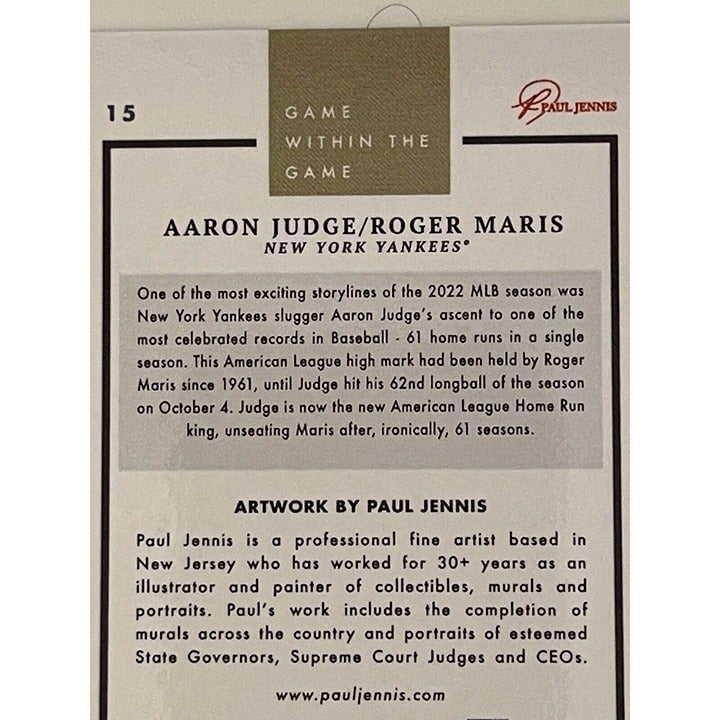 15
GAME
WITHIN THE
GAME
PAUL JENNIS
AARON JUDGE/ROGER MARIS
NEW YORK YANKEES®
One of the most exciting storylines of the 2022 MLB season was
New York Yankees slugger Aaron Judge's ascent to one of the
most celebrated records in Baseball - 61 home runs in a single
season. This American League high mark had been held by Roger
Maris since 1961, until Judge hit his 62nd longball of the season
on October 4. Judge is now the new American League Home Run
king, unseating Maris after, ironically, 61 seasons.
ARTWORK BY PAUL JENNIS
Paul Jennis is a professional fine artist based in
New Jersey who has worked for 30+ years as an
illustrator and painter of collectibles, murals and
portraits. Paul's work includes the completion of
murals across the country and portraits of esteemed
State Governors, Supreme Court Judges and CEOs.
www.pauljennis.com